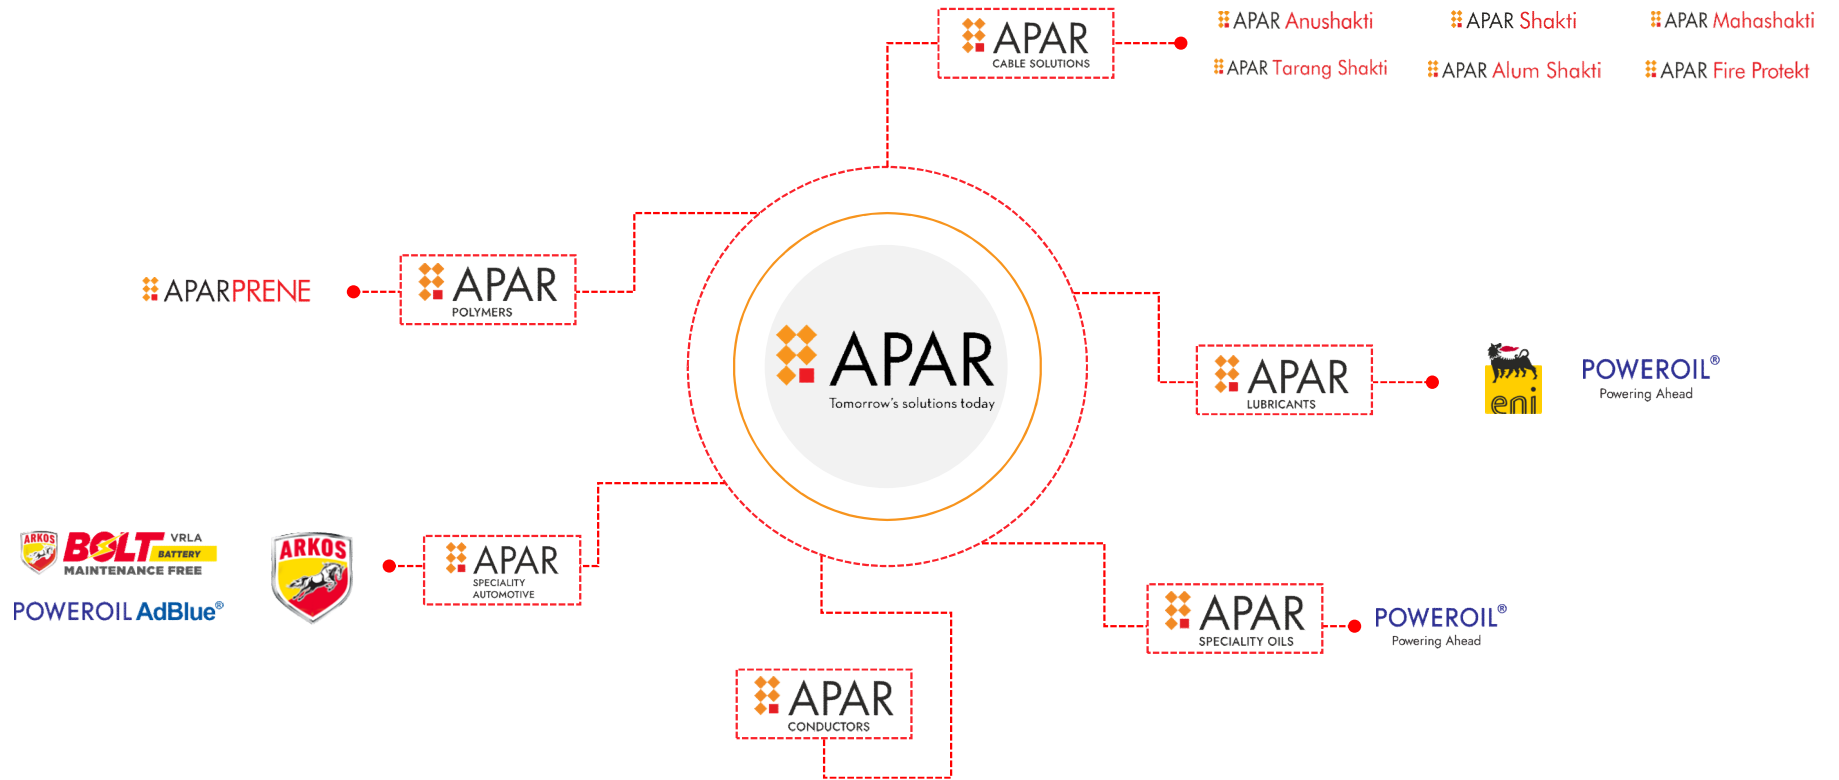 APAR
CABLE SOLUTIONS
APAR Anushakti
APAR Shakti
APAR Mahashakti
APAR Tarang Shakti
APAR Alum Shakti
APAR Fire Protekt
APARPRENE
APAR
POLYMERS
APAR
Tomorrow's solutions today
APAR
LUBRICANTS
eni
POWEROIL®
Powering Ahead
ARKOS
BOLT
VRLA
BATTERY
MAINTENANCE FREE
POWEROIL AdBlue®
ARKOS
APAR
SPECIALITY
AUTOMOTIVE
APAR
SPECIALITY OILS
POWEROIL®
Powering Ahead
APAR
CONDUCTORS